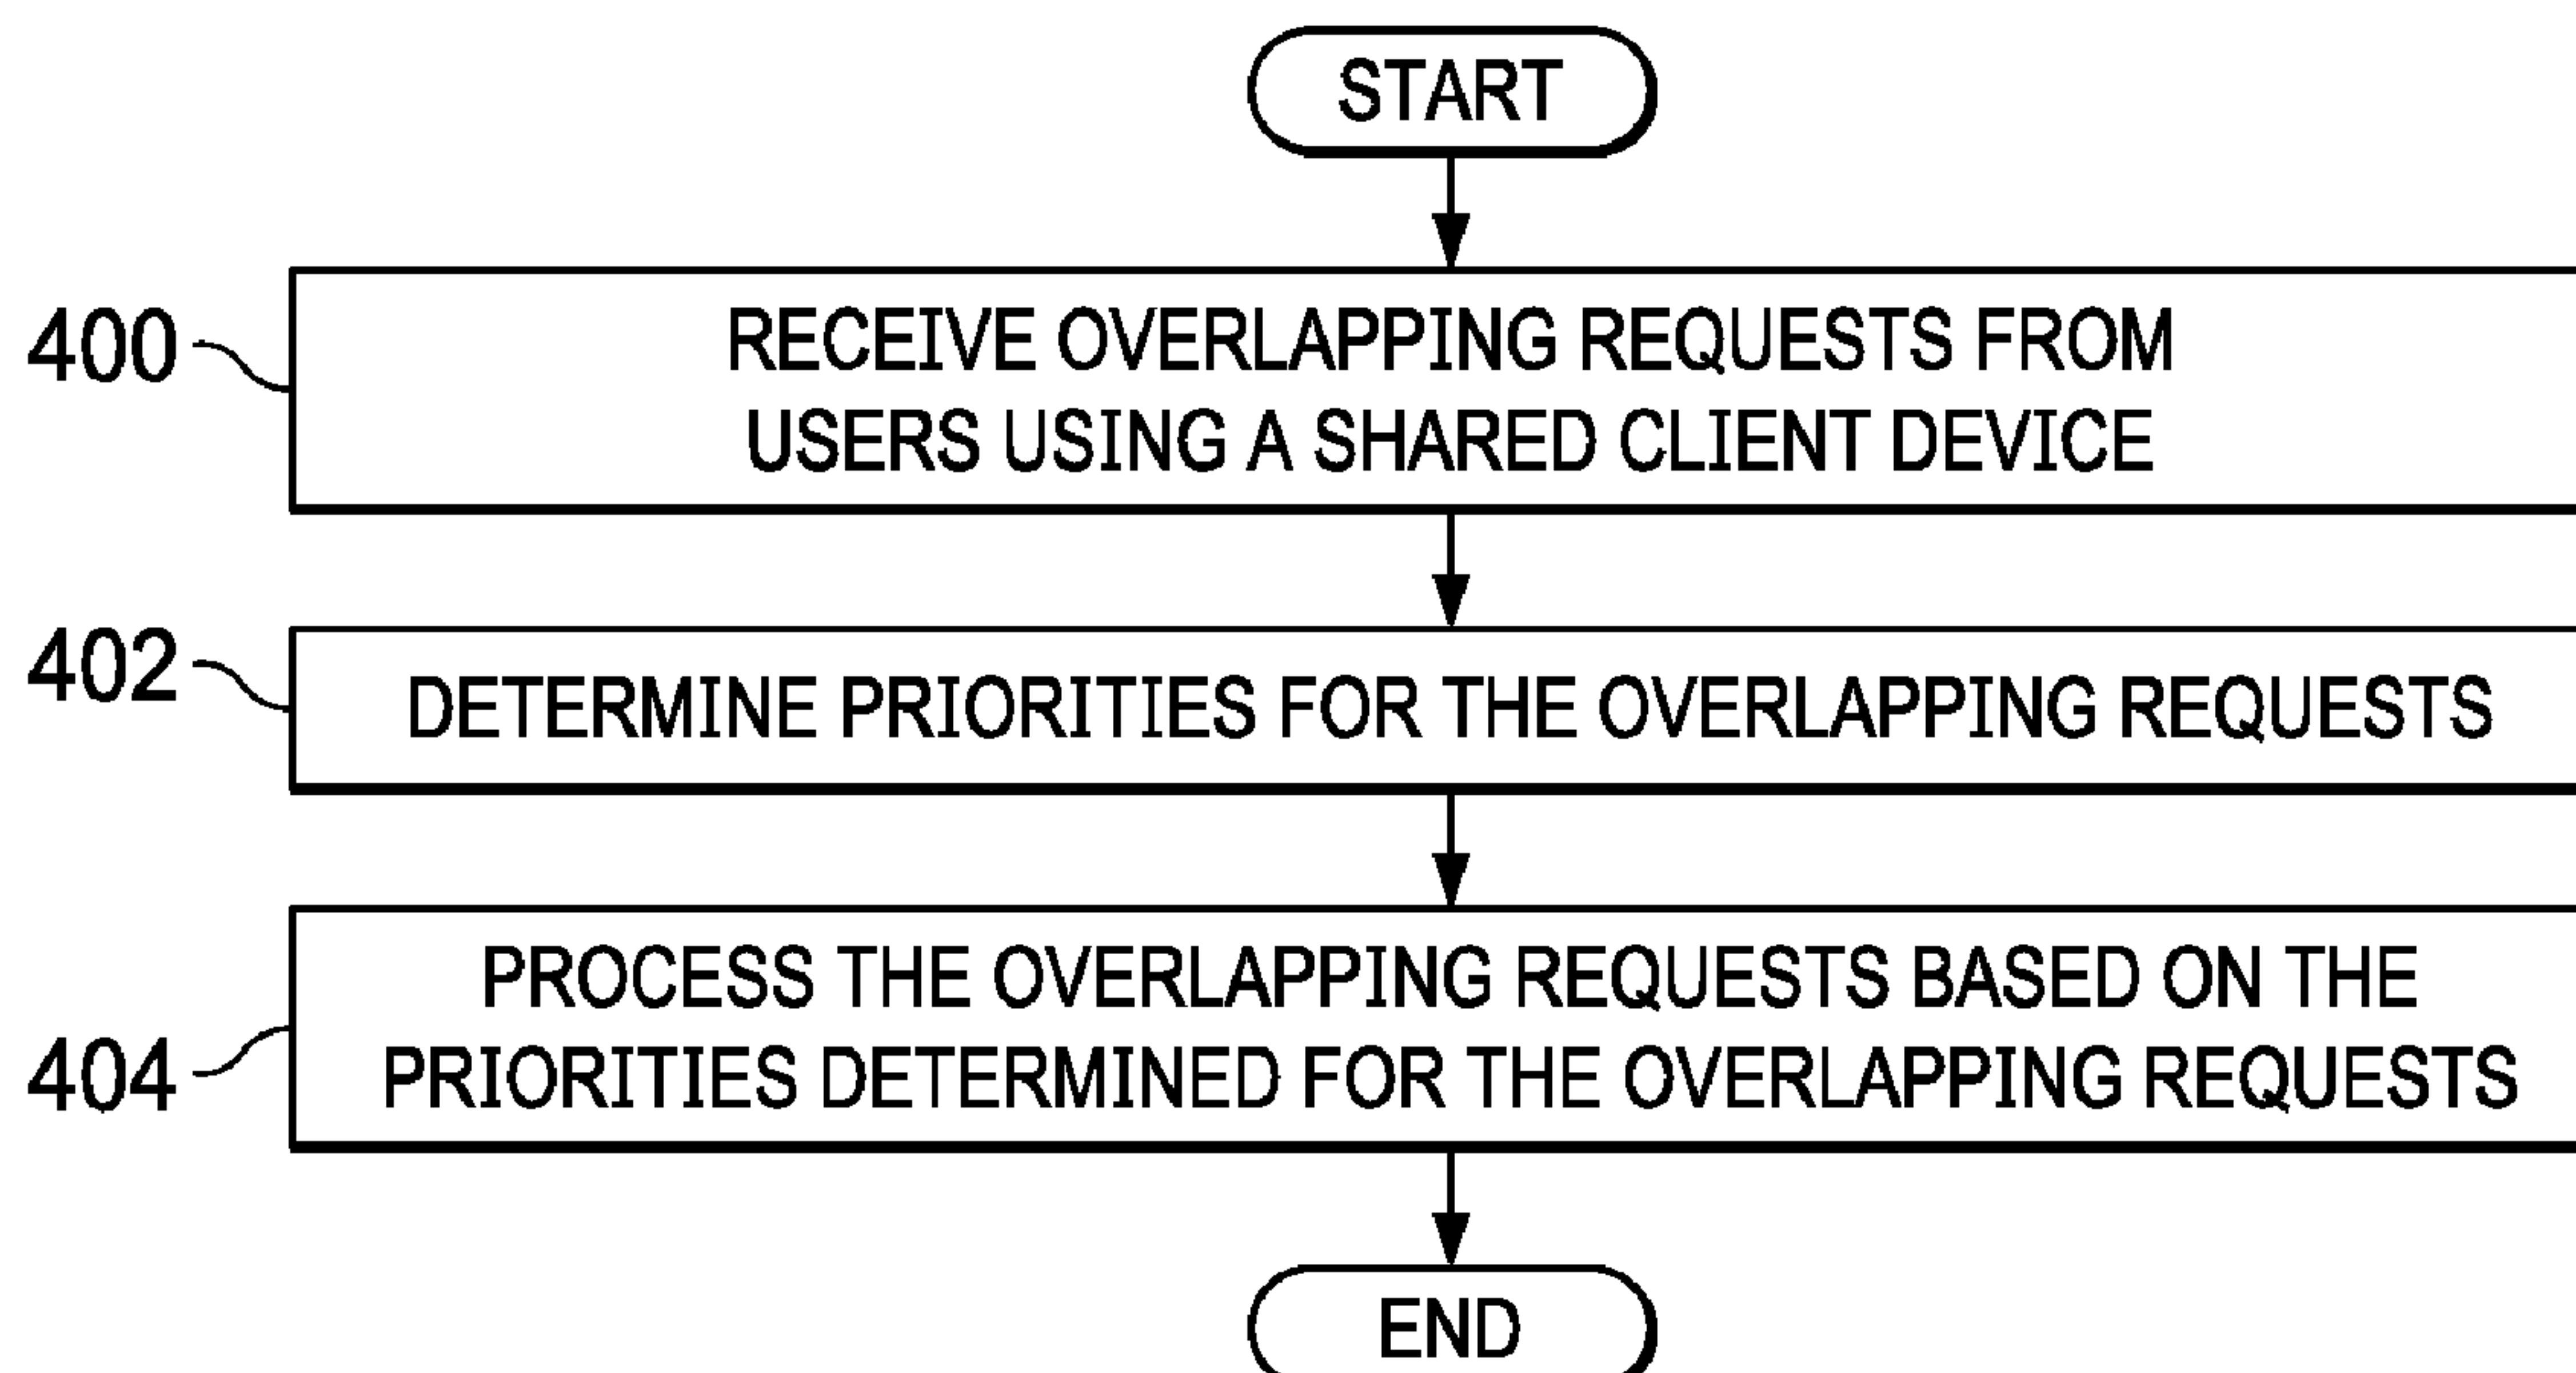 START
400
RECEIVE OVERLAPPING REQUESTS FROM
USERS USING A SHARED CLIENT DEVICE
402
DETERMINE PRIORITIES FOR THE OVERLAPPING REQUESTS
PROCESS THE OVERLAPPING REQUESTS BASED ON THE
PRIORITIES DETERMINED FOR THE OVERLAPPING REQUESTS
404
END